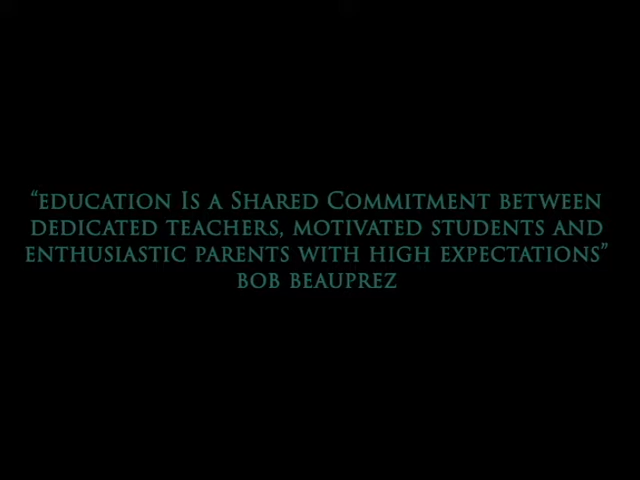 “EDUCATION IS A SHARED COMMITMENT BETWEEN
DEDICATED TEACHERS, MOTIVATED STUDENTS AND
ENTHUSIASTIC PARENTS WITH HIGH EXPECTATIONS”
BOB BEAUPREZ